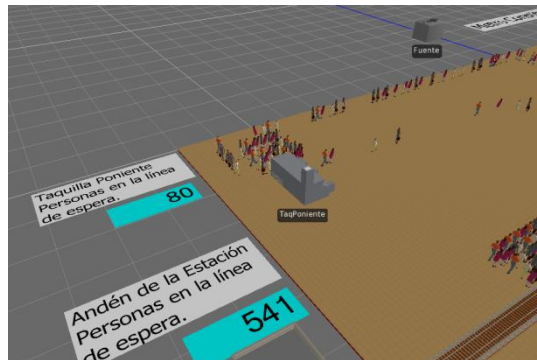 Fuente
Taquilla Poniente
Personas en la línea
de espera.
80
TaqPoniente
Andén de la Estación
Personas en la línea
de espera.
541